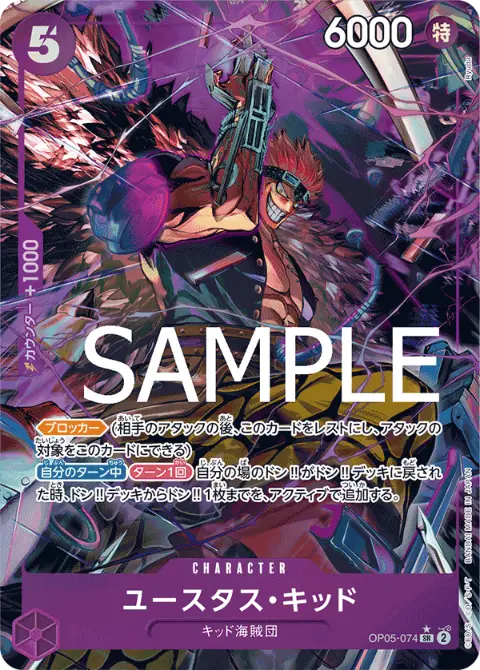 5
6000
特
カウンター+1000
SAMPLE
ブロッカー (相手のアタックの後、このカードをレストにし、アタックの
対象をこのカードにできる)
自分のターン中 ターン1回 自分の場のドン!!がドン!!デッキに戻され
た時、ドン!!デッキからドン!!1枚までを、アクティブで追加する。
CHARACTER
ユースタス・キッド
キッド海賊団
OP05-074 SR 2
BANDAI MADE IN JAPAN